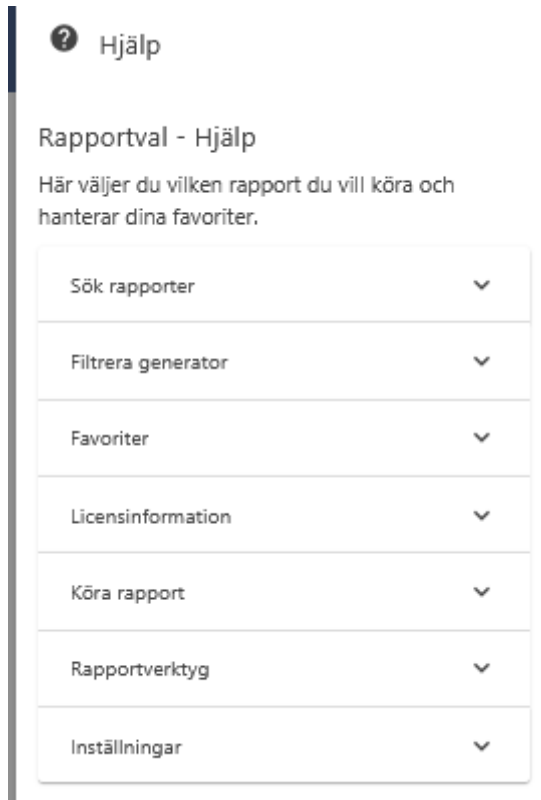 Hjälp
Rapportval - Hjälp
Här väljer du vilken rapport du vill köra och
hanterar dina favoriter.
Sök rapporter
Filtrera generator
Favoriter
Licensinformation
Köra rapport
Rapportverktyg
Inställningar